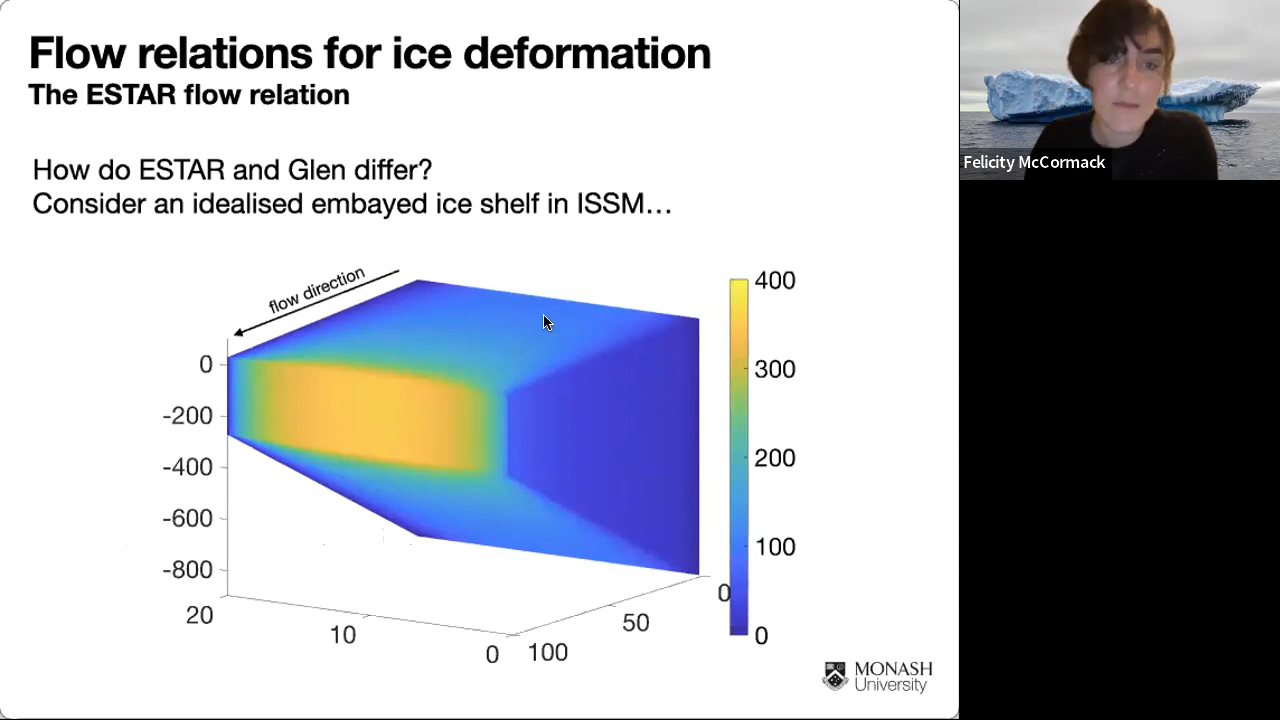 Flow relations for ice deformation
The ESTAR flow relation
How do ESTAR and Glen differ?
Consider an idealised embayed ice shelf in ISSM…
flow direction
0
-200
-400
-600
-800
20
10
0
100
50
0
400
300
200
100
0
MONASH
University
Felicity McCormack